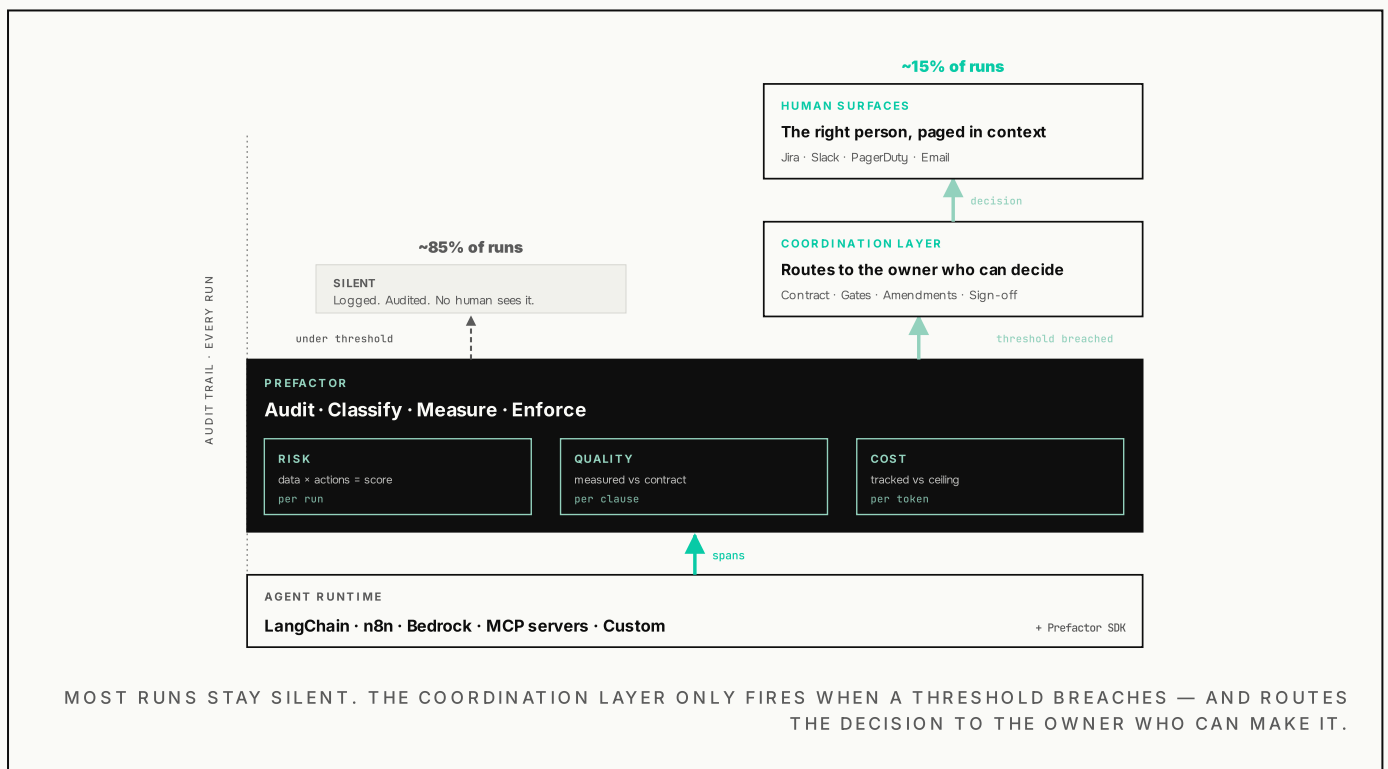 ~15% of runs
HUMAN SURFACES
The right person, paged in context
Jira · Slack · PagerDuty · Email
decision
COORDINATION LAYER
Routes to the owner who can decide
Contract · Gates · Amendments · Sign-off
threshold breached
~85% of runs
SILENT
Logged. Audited. No human sees it.
under threshold
AUDIT TRAIL · EVERY RUN
PREFACTOR
Audit · Classify · Measure · Enforce
RISK
data × actions = score
per run
QUALITY
measured vs contract
per clause
COST
tracked vs ceiling
per token
spans
AGENT RUNTIME
LangChain · n8n · Bedrock · MCP servers · Custom
+ Prefactor SDK
MOST RUNS STAY SILENT. THE COORDINATION LAYER ONLY FIRES WHEN A THRESHOLD BREACHES — AND ROUTES
THE DECISION TO THE OWNER WHO CAN MAKE IT.